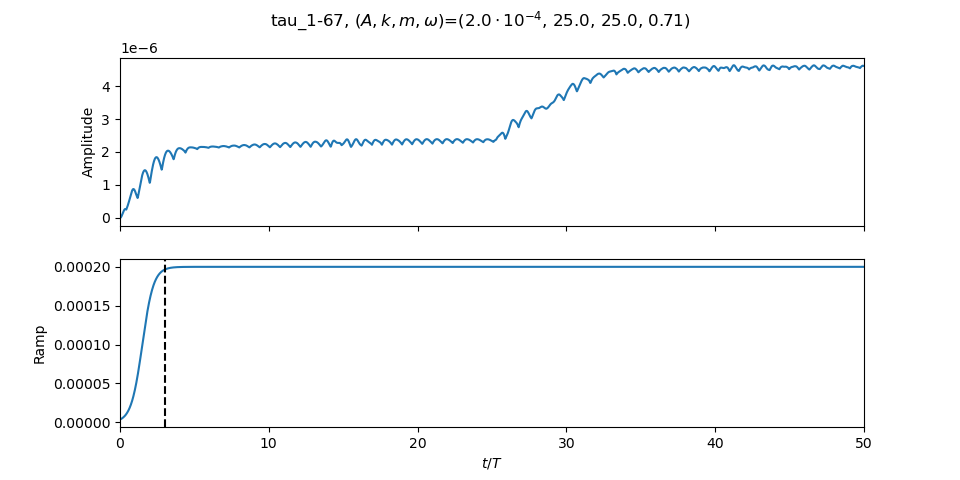 tau_1-67, (A, k, m, ω)=(2.0 · 10⁻⁴, 25.0, 25.0, 0.71)
1e−6
4
3
2
1
0
Amplitude
0.00020
0.00015
0.00010
0.00005
0.00000
Ramp
0 10 20 30 40 50
t/T